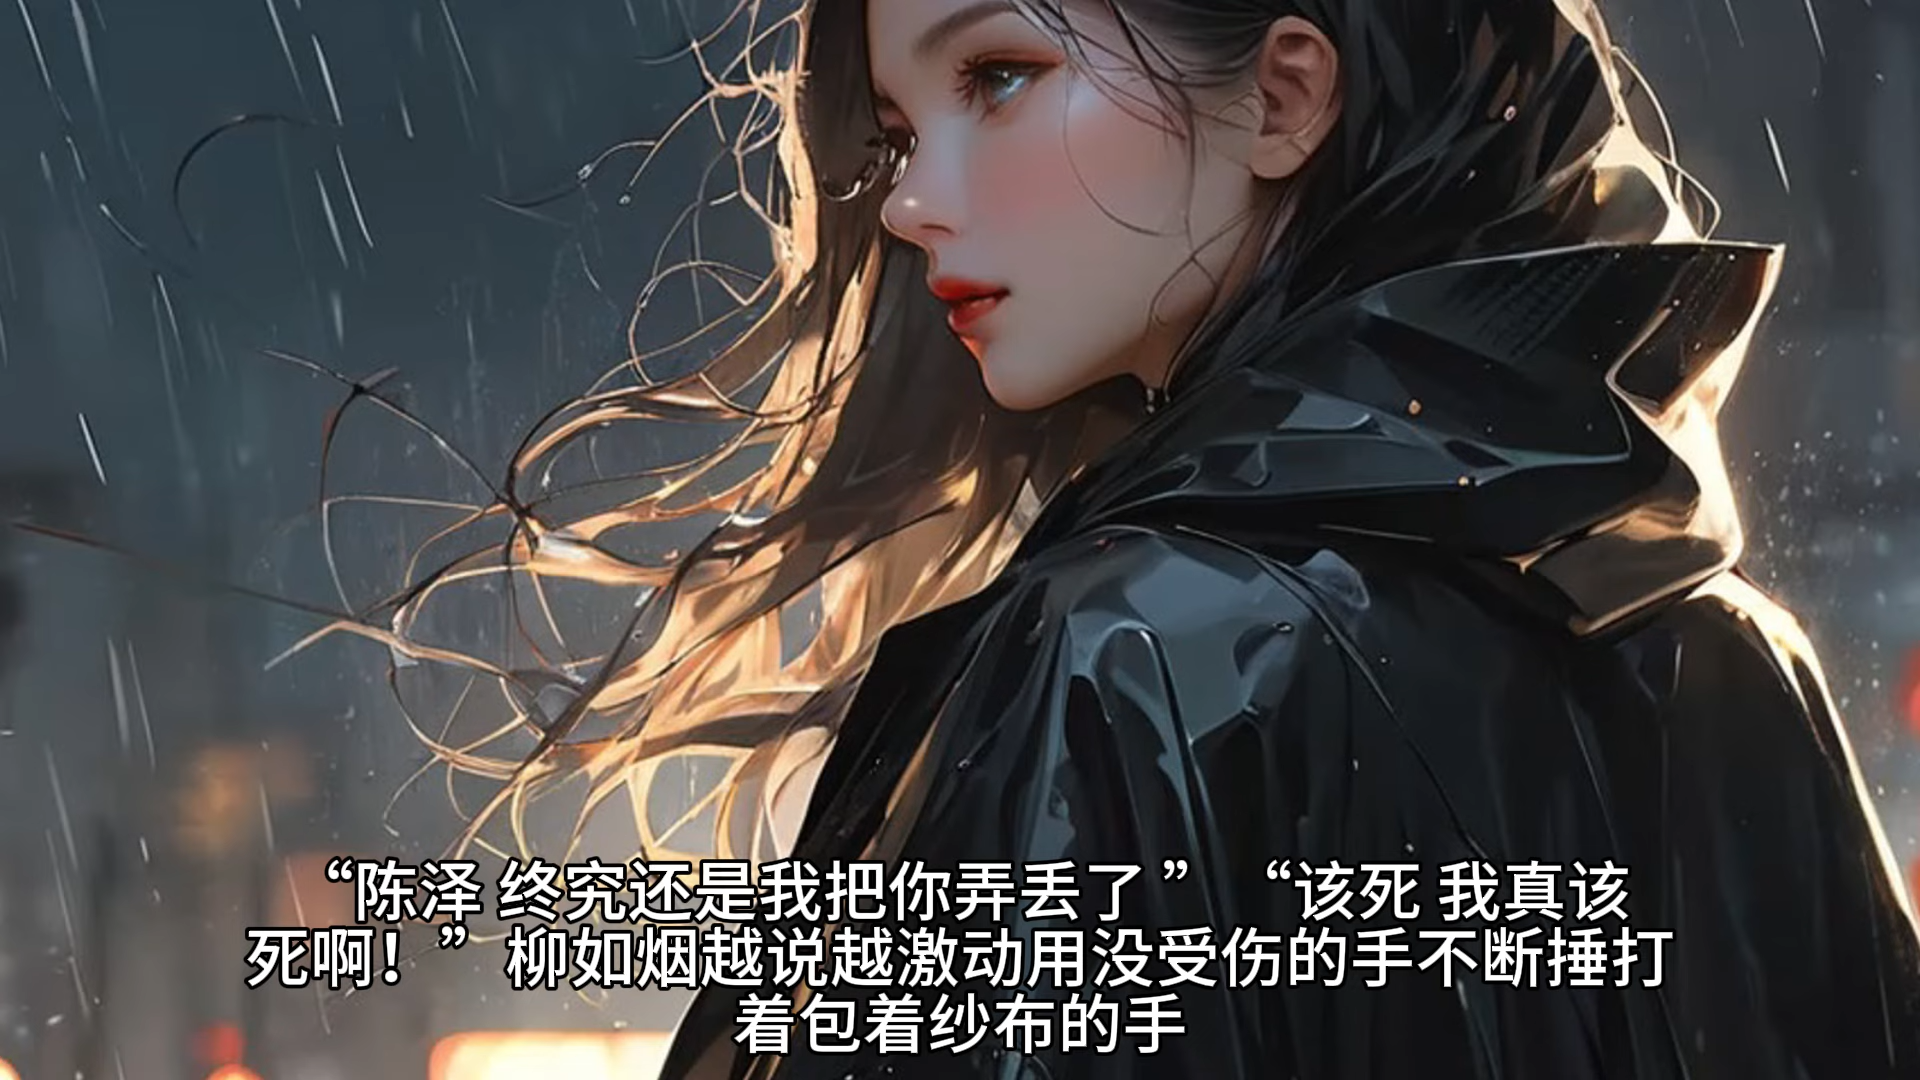 “陈泽 终究还是我把你弄丢了 ” “该死 我真该
死啊！” 柳如烟越说越激动用没受伤的手不断捶打
着包着纱布的手